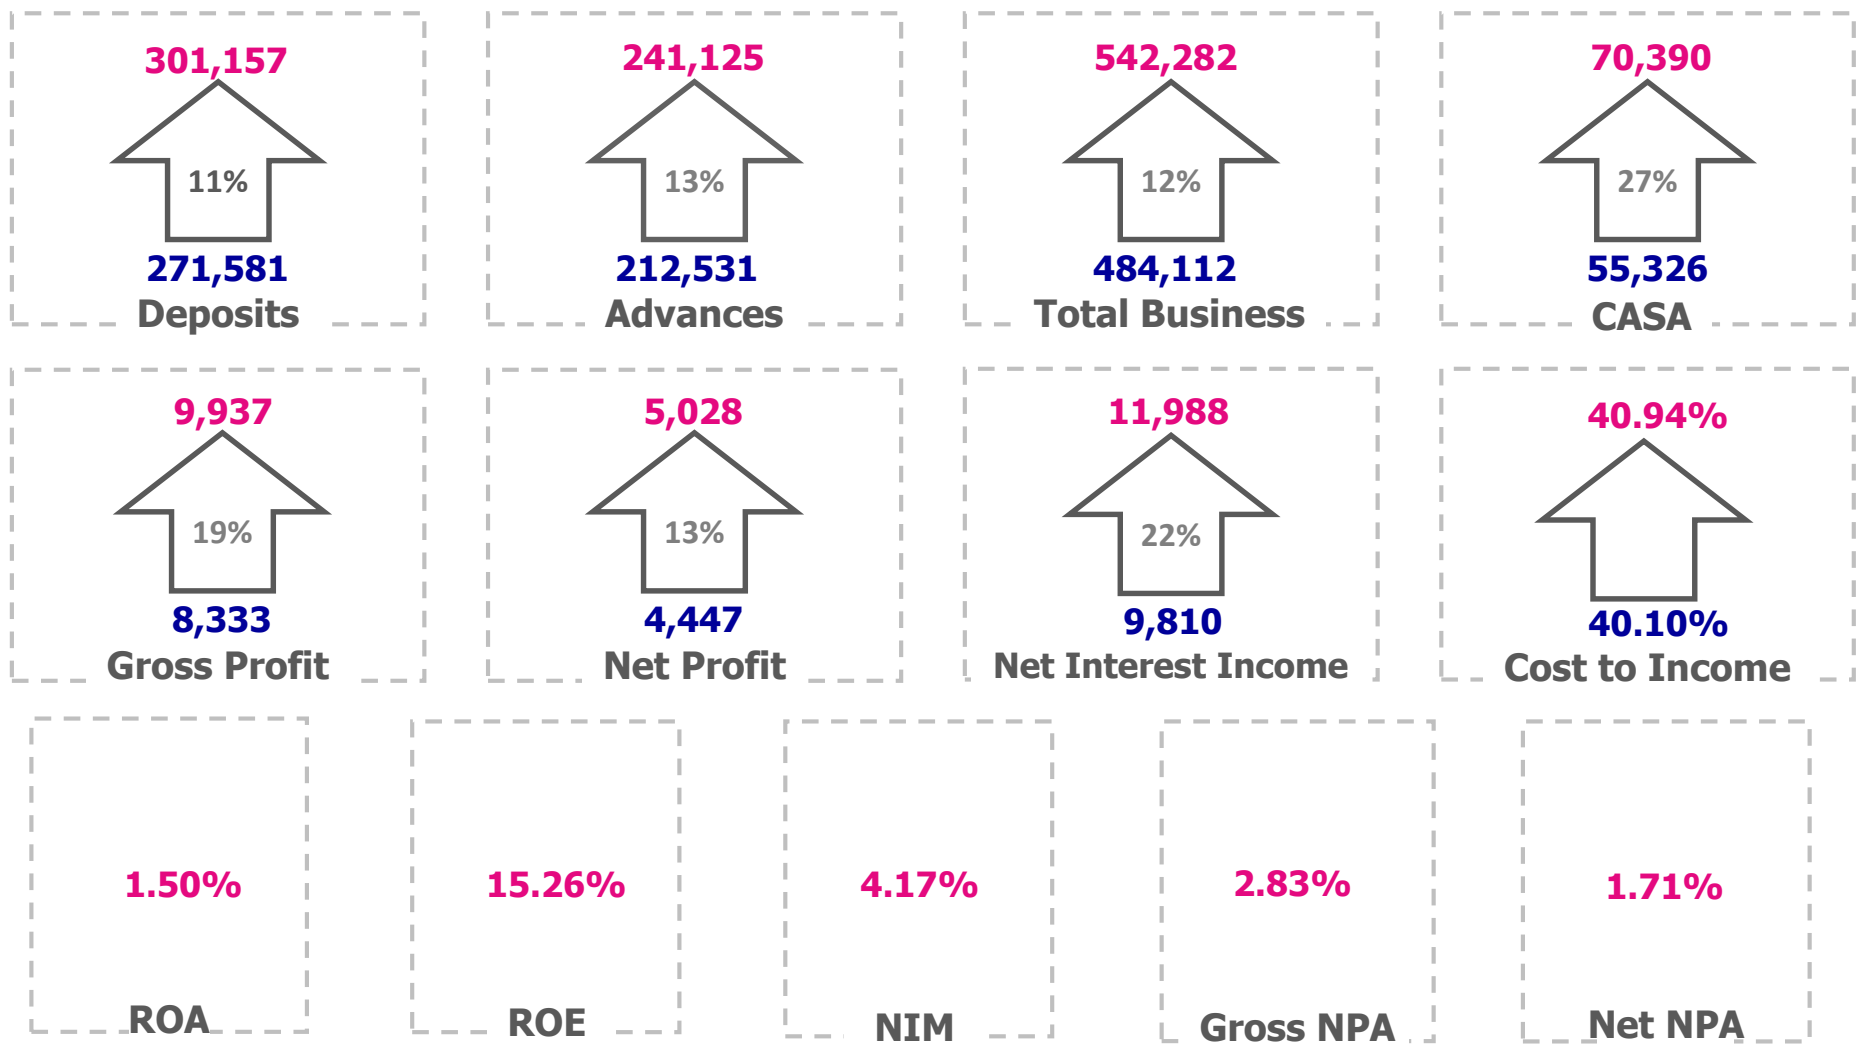 301,157
11%
271,581
Deposits
241,125
13%
212,531
Advances
542,282
12%
484,112
Total Business
70,390
27%
55,326
CASA
9,937
19%
8,333
Gross Profit
5,028
13%
4,447
Net Profit
11,988
22%
9,810
Net Interest Income
40.94%
40.10%
Cost to Income
1.50%
ROA
15.26%
ROE
4.17%
NIM
2.83%
Gross NPA
1.71%
Net NPA